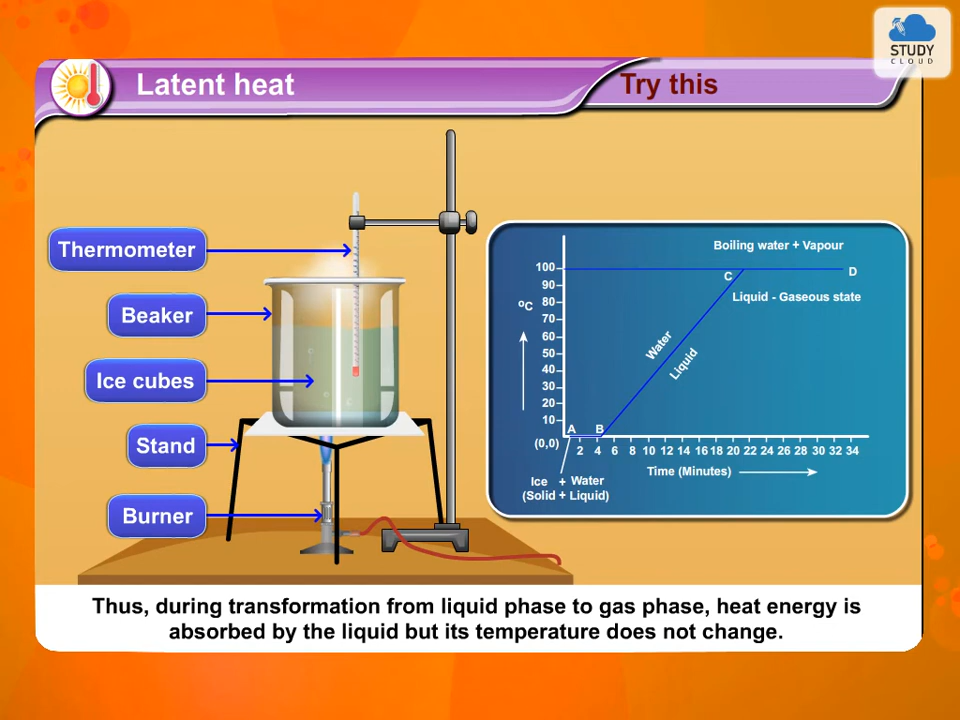 STUDY
CLOUD
Latent heat
Try this
Thermometer
Beaker
Ice cubes
Stand
Burner
Boiling water + Vapour
100
90
80
70
60
50
40
30
20
10
(0,0)
ºC
C
D
Liquid - Gaseous state
Water
Liquid
A
B
2 4 6 8 10 12 14 16 18 20 22 24 26 28 30 32 34
Time (Minutes)
Ice + Water
(Solid + Liquid)
Thus, during transformation from liquid phase to gas phase, heat energy is
absorbed by the liquid but its temperature does not change.